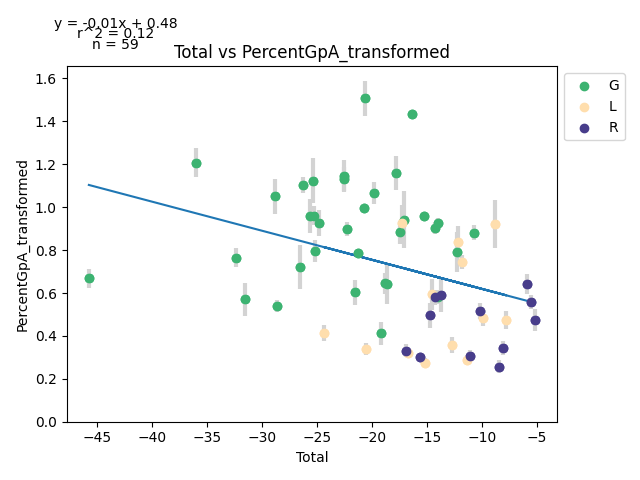 y = -0.01x + 0.48
r^2 = 0.12
n = 59
Total vs PercentGpA_transformed
G
L
R
PercentGpA_transformed
1.6
1.4
1.2
1.0
0.8
0.6
0.4
0.2
0.0
−45
−40
−35
−30
−25
−20
−15
−10
−5
Total